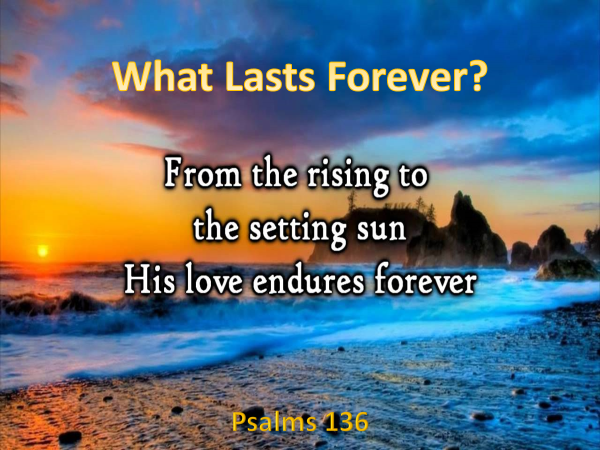 What Lasts Forever?
From the rising to
the setting sun
His love endures forever
Psalms 136